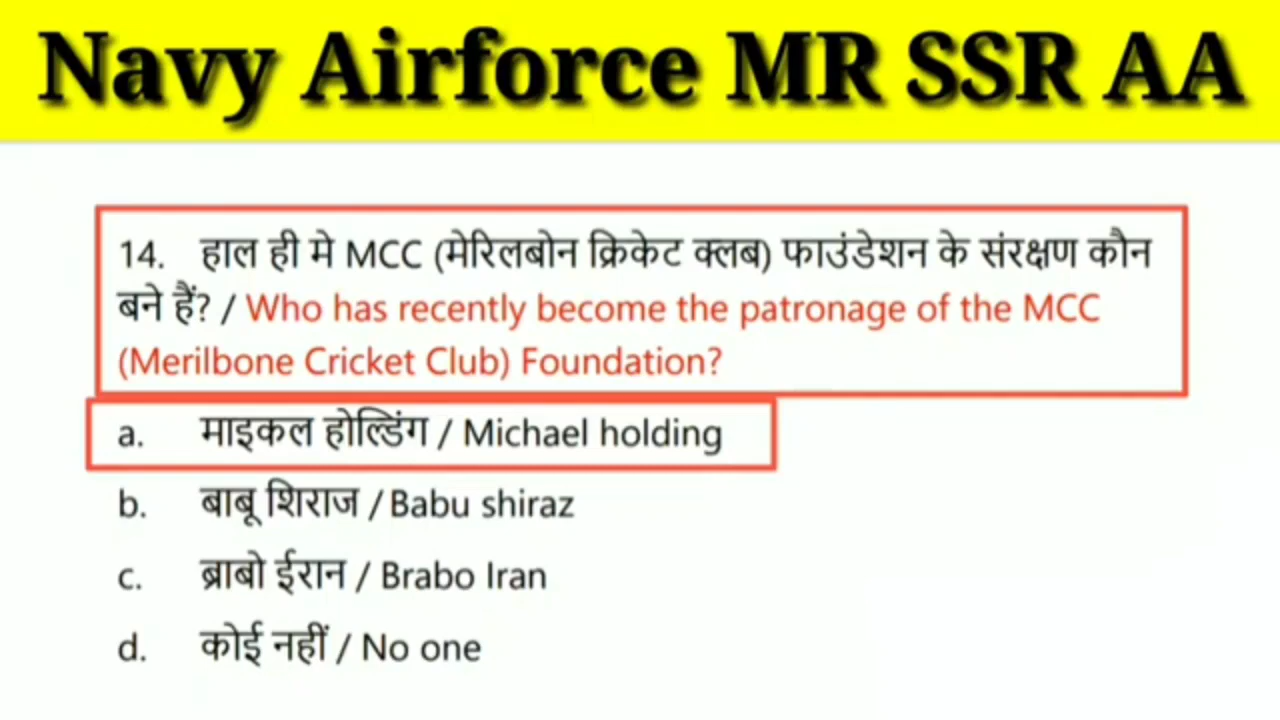 Navy Airforce MR SSR AA
14. हाल ही मे MCC (मेरिलबोन क्रिकेट क्लब) फाउंडेशन के संरक्षण कौन
बने हैं? / Who has recently become the patronage of the MCC
(Merilbone Cricket Club) Foundation?
a. माइकल होल्डिंग / Michael holding
b. बाबू शिराज / Babu shiraz
c. ब्राबो ईरान / Brabo Iran
d. कोई नहीं / No one